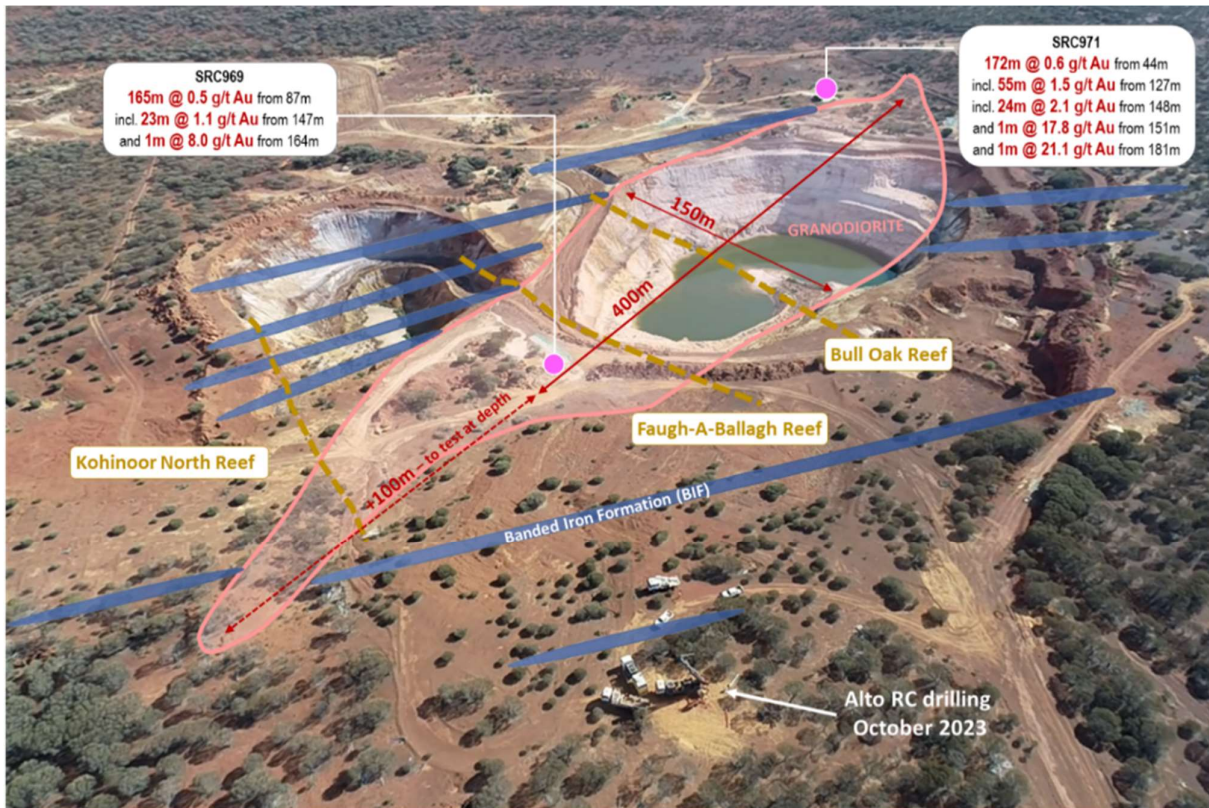 SRC969
165m @ 0.5 g/t Au from 87m
incl. 23m @ 1.1 g/t Au from 147m
and 1m @ 8.0 g/t Au from 164m
SRC971
172m @ 0.6 g/t Au from 44m
incl. 55m @ 1.5 g/t Au from 127m
incl. 24m @ 2.1 g/t Au from 148m
and 1m @ 17.8 g/t Au from 151m
and 1m @ 21.1 g/t Au from 181m
150m
GRANODIORITE
400m
Bull Oak Reef
Faugh-A-Ballagh Reef
Kohinoor North Reef
+100m – to test at depth
Banded Iron Formation (BIF)
Alto RC drilling
October 2023